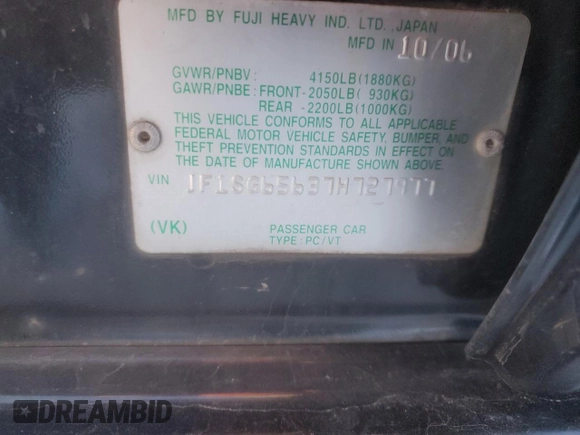 MFD BY FUJI HEAVY IND. LTD.,JAPAN
MFD IN 10/06
GVWR/PNBV: 4150LB(1880KG)
GAWR/PNBE: FRONT-2050LB( 930KG)
REAR -2200LB(1000KG)
THIS VEHICLE CONFORMS TO ALL APPLICABLE
FEDERAL MOTOR VEHICLE SAFETY, BUMPER, AND
THEFT PREVENTION STANDARDS IN EFFECT ON
THE DATE OF MANUFACTURE SHOWN ABOVE.
VIN JF1SG65637H727977
(VK) PASSENGER CAR
TYPE:PC/VT
DREAMBID